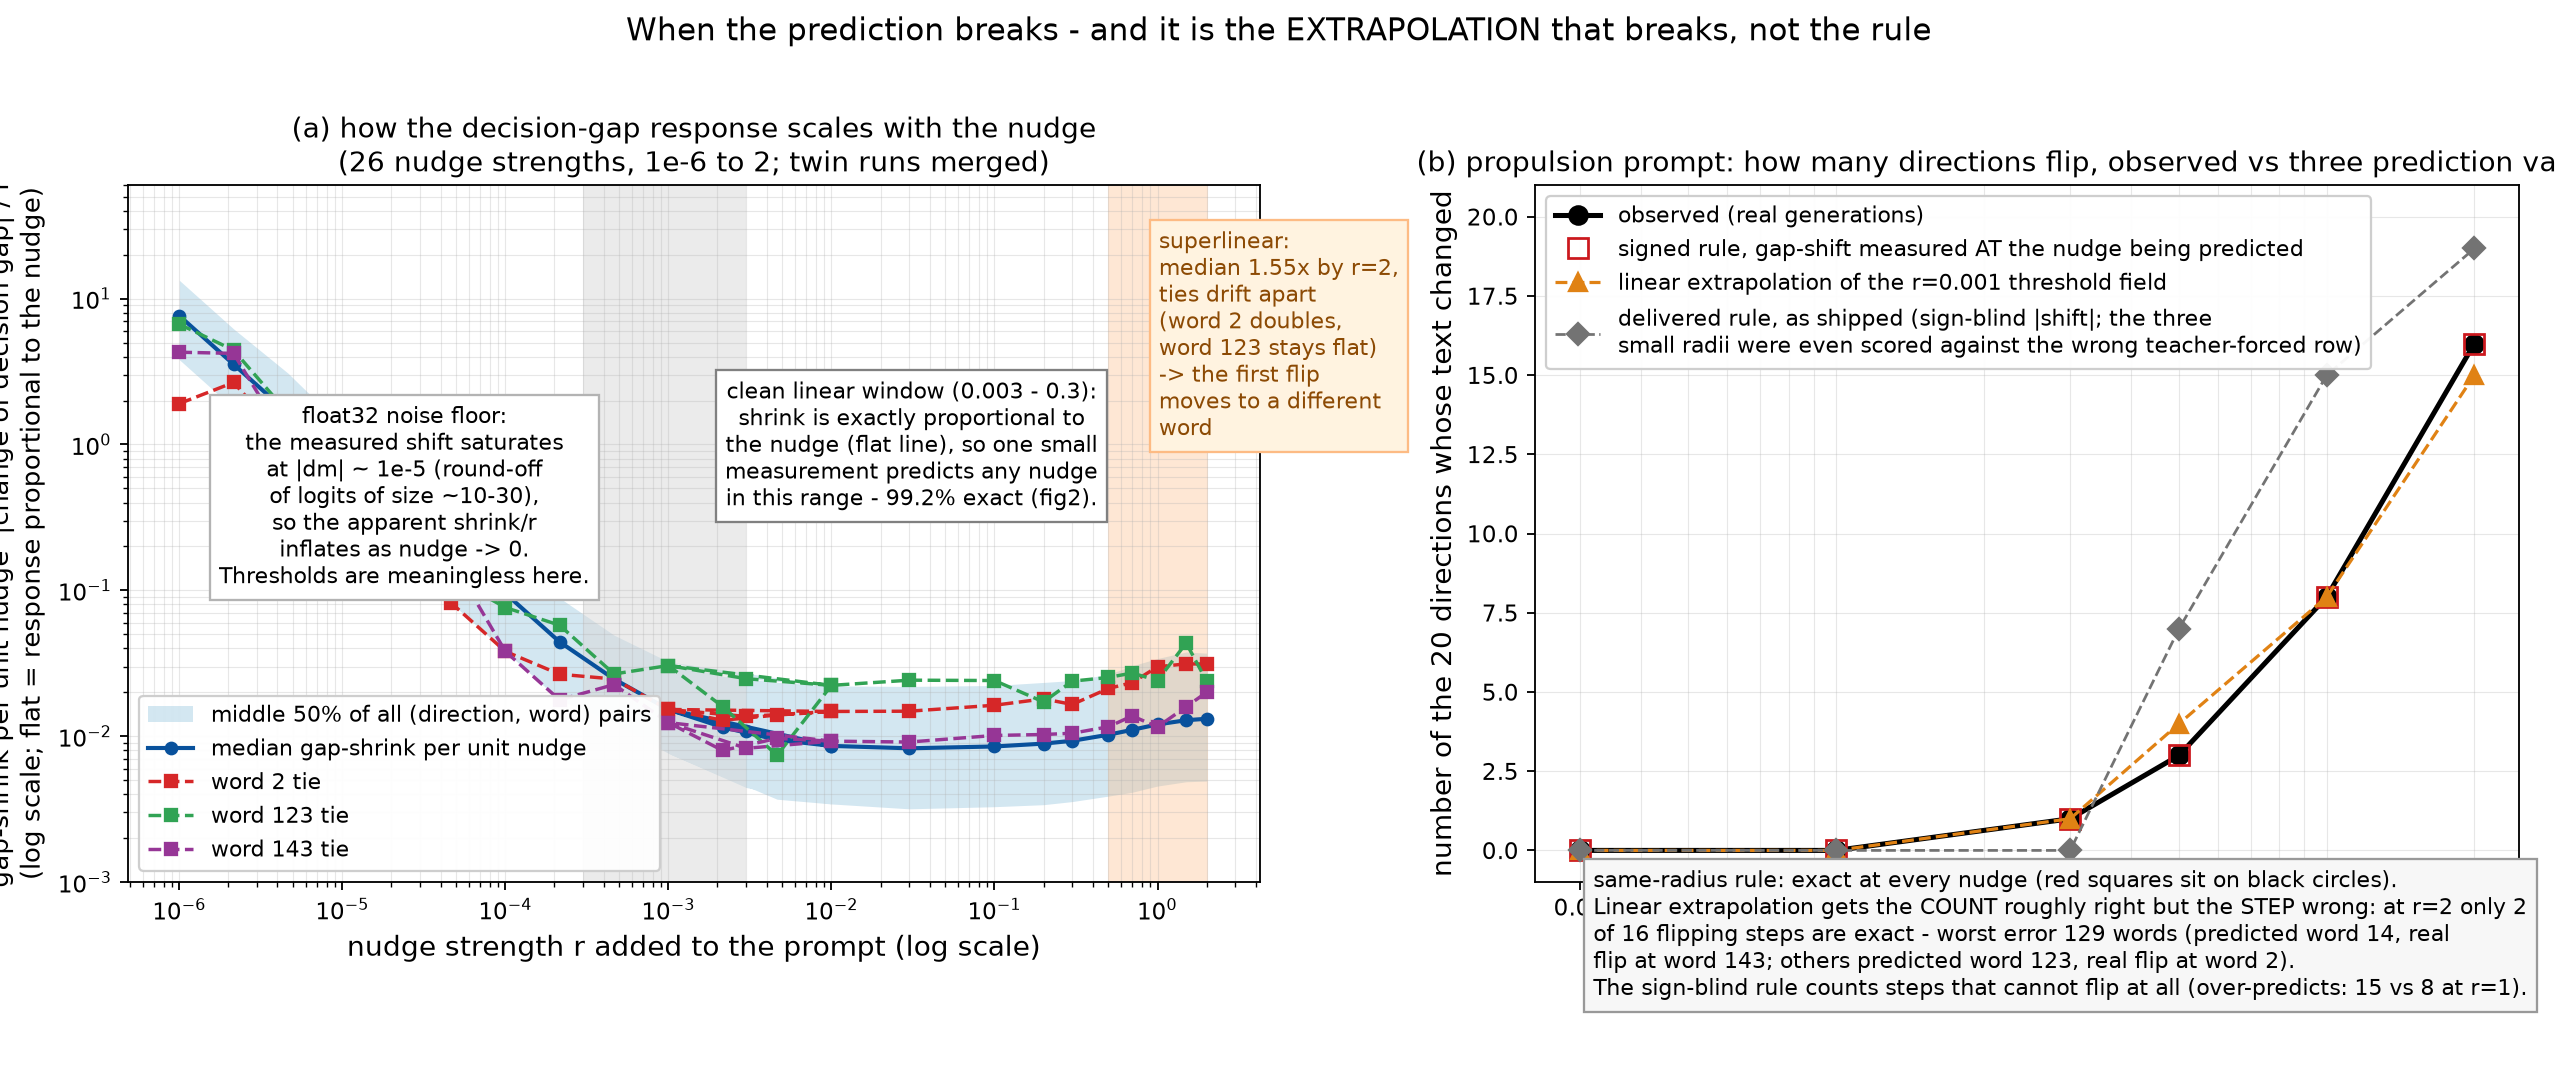 When the prediction breaks - and it is the EXTRAPOLATION that breaks, not the rule
(a) how the decision-gap response scales with the nudge
(26 nudge strengths, 1e-6 to 2; twin runs merged)
gap-shrink per unit nudge |change of decision gap| / r
(log scale; flat = response proportional to the nudge)
10¹
10⁰
10⁻¹
10⁻²
10⁻³
float32 noise floor:
the measured shift saturates
at |dm| ~ 1e-5 (round-off
of logits of size ~10-30),
so the apparent shrink/r
inflates as nudge -> 0.
Thresholds are meaningless here.
clean linear window (0.003 - 0.3):
shrink is exactly proportional to
the nudge (flat line), so one small
measurement predicts any nudge
in this range - 99.2% exact (fig2).
superlinear:
median 1.55x by r=2,
ties drift apart
(word 2 doubles,
word 123 stays flat)
-> the first flip
moves to a different
word
middle 50% of all (direction, word) pairs
median gap-shrink per unit nudge
word 2 tie
word 123 tie
word 143 tie
10⁻⁶ 10⁻⁵ 10⁻⁴ 10⁻³ 10⁻² 10⁻¹ 10⁰
nudge strength r added to the prompt (log scale)
(b) propulsion prompt: how many directions flip, observed vs three prediction va
number of the 20 directions whose text changed
20.0
17.5
15.0
12.5
10.0
7.5
5.0
2.5
0.0
observed (real generations)
signed rule, gap-shift measured AT the nudge being predicted
linear extrapolation of the r=0.001 threshold field
delivered rule, as shipped (sign-blind |shift|; the three
small radii were even scored against the wrong teacher-forced row)
same-radius rule: exact at every nudge (red squares sit on black circles).
Linear extrapolation gets the COUNT roughly right but the STEP wrong: at r=2 only 2
of 16 flipping steps are exact - worst error 129 words (predicted word 14, real
flip at word 143; others predicted word 123, real flip at word 2).
The sign-blind rule counts steps that cannot flip at all (over-predicts: 15 vs 8 at r=1).